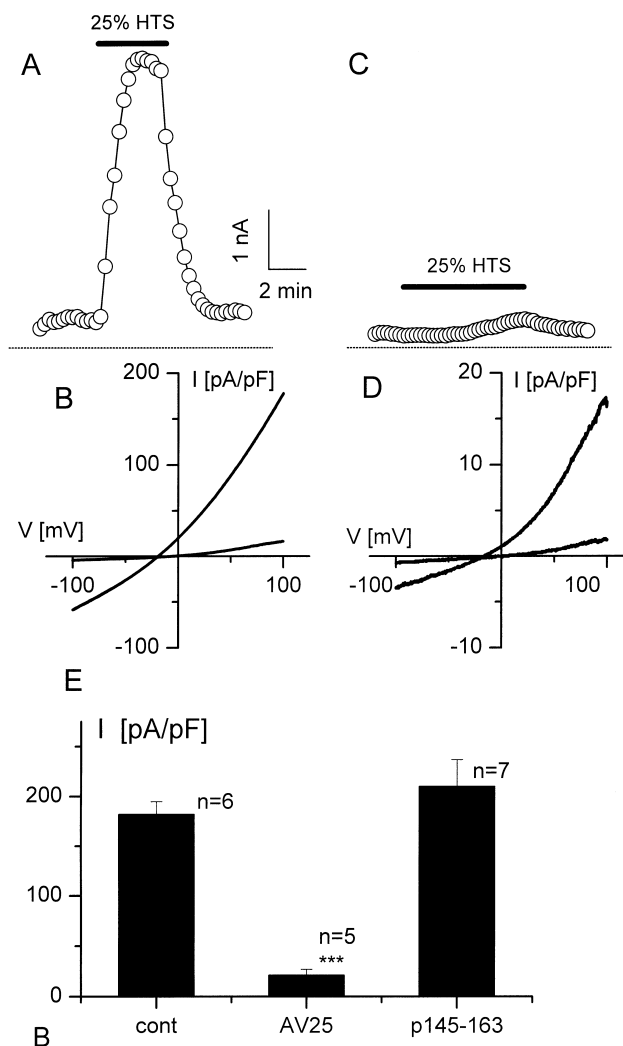 25% HTS
A
1 nA
2 min
C
25% HTS
B
I [pA/pF]
200
100
V [mV]
-100
100
-100
D
I [pA/pF]
20
10
V [mV]
-100
100
-10
E
I [pA/pF]
200
100
0
n=6
n=5
***
n=7
cont
AV25
p145-163
B